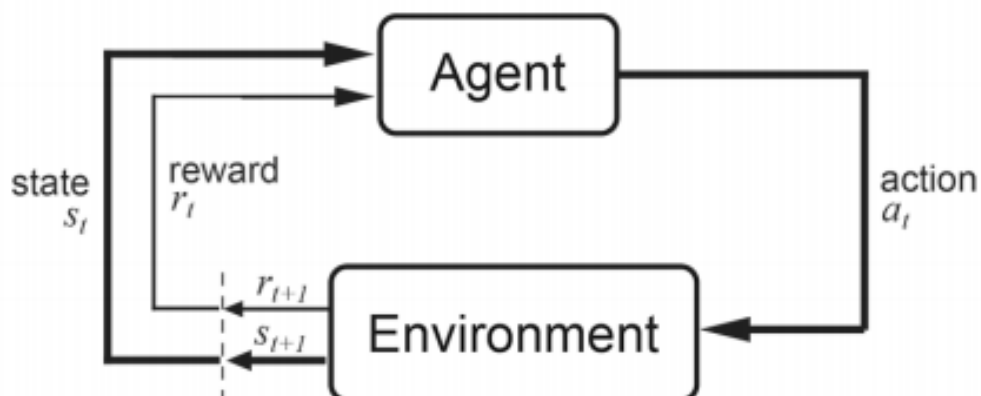 Agent
state
s_t
reward
r_t
action
a_t
r_{t+1}
s_{t+1}
Environment